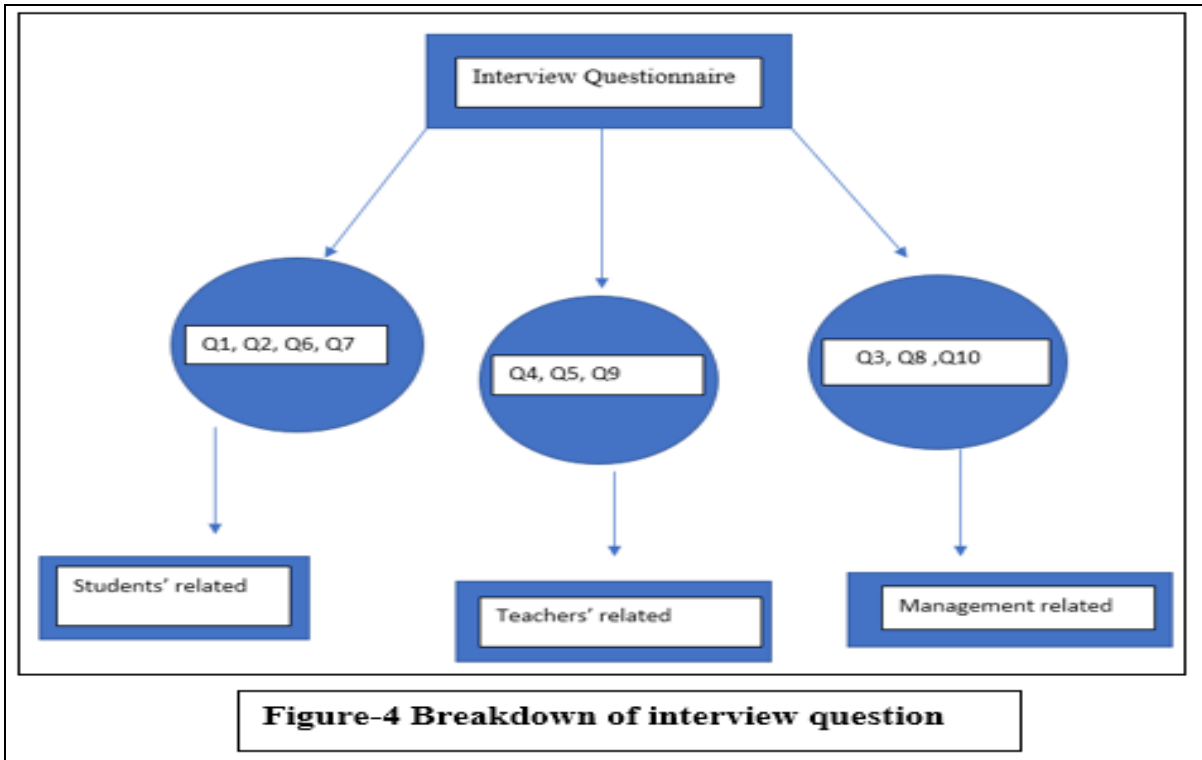 Interview Questionnaire
Q1, Q2, Q6, Q7
Q4, Q5, Q9
Q3, Q8 ,Q10
Students’ related
Teachers’ related
Management related
Figure-4 Breakdown of interview question